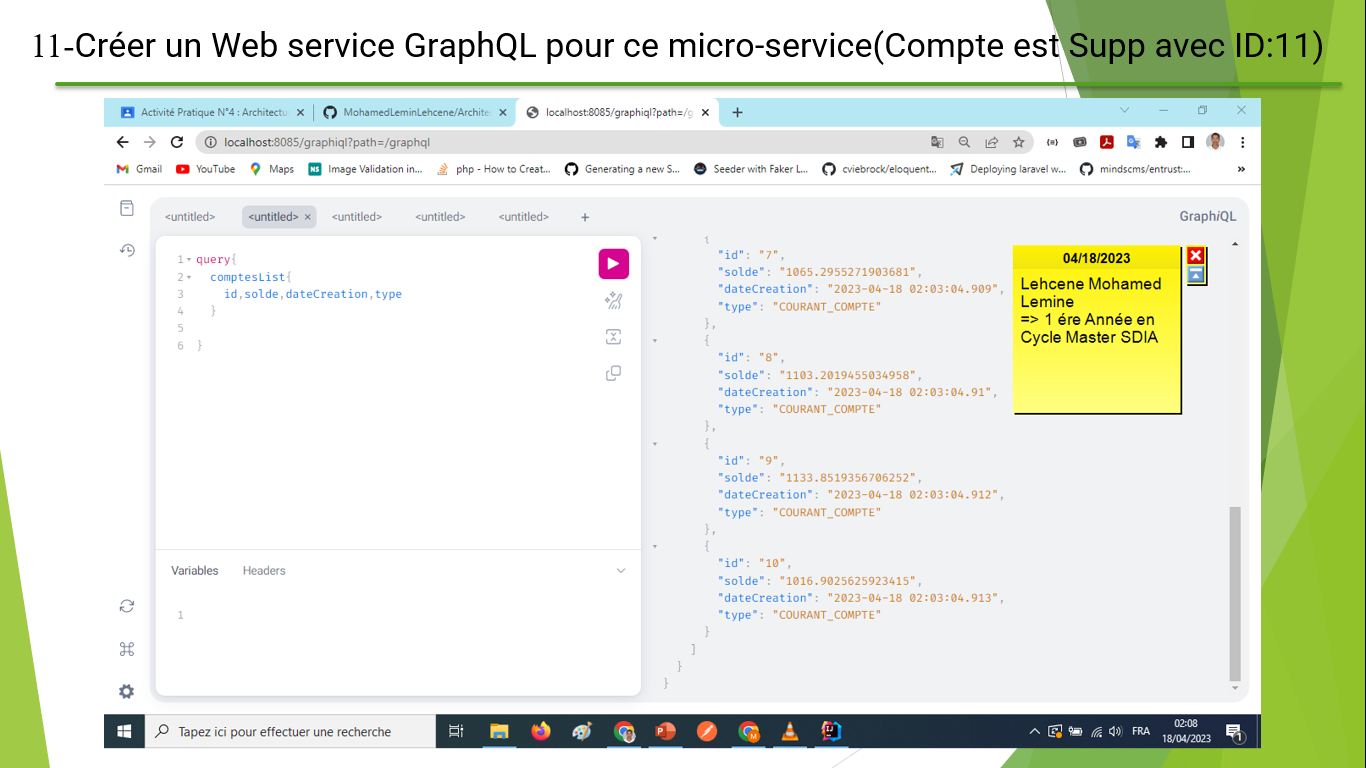 11-Créer un Web service GraphQL pour ce micro-service(Compte est Supp avec ID:11)
Activité Pratique N°4 : Architectu
MohamedLeminLehcene/Archite
localhost:8085/graphiql?path=/g
localhost:8085/graphiql?path=/graphql
Gmail
YouTube
Maps
Image Validation in...
php - How to Creat...
Generating a new S...
Seeder with Faker L...
cviebrock/eloquent...
Deploying laravel w...
mindscms/entrust:...
»
<untitled>
<untitled> ×
<untitled>
<untitled>
<untitled>
+
GraphiQL
1 query{
2 comptesList{
3 id,solde,dateCreation,type
4 }
5
6 }
Variables
Headers
1
{
"id": "7",
"solde": "1065.2955271903681",
"dateCreation": "2023-04-18 02:03:04.909",
"type": "COURANT_COMPTE"
},
{
"id": "8",
"solde": "1103.2019455034958",
"dateCreation": "2023-04-18 02:03:04.91",
"type": "COURANT_COMPTE"
},
{
"id": "9",
"solde": "1133.8519356706252",
"dateCreation": "2023-04-18 02:03:04.912",
"type": "COURANT_COMPTE"
},
{
"id": "10",
"solde": "1016.9025625923415",
"dateCreation": "2023-04-18 02:03:04.913",
"type": "COURANT_COMPTE"
}
]
}
}
04/18/2023
Lehcene Mohamed
Lemine
=> 1 ére Année en
Cycle Master SDIA
Tapez ici pour effectuer une recherche
FRA
02:08
18/04/2023
1